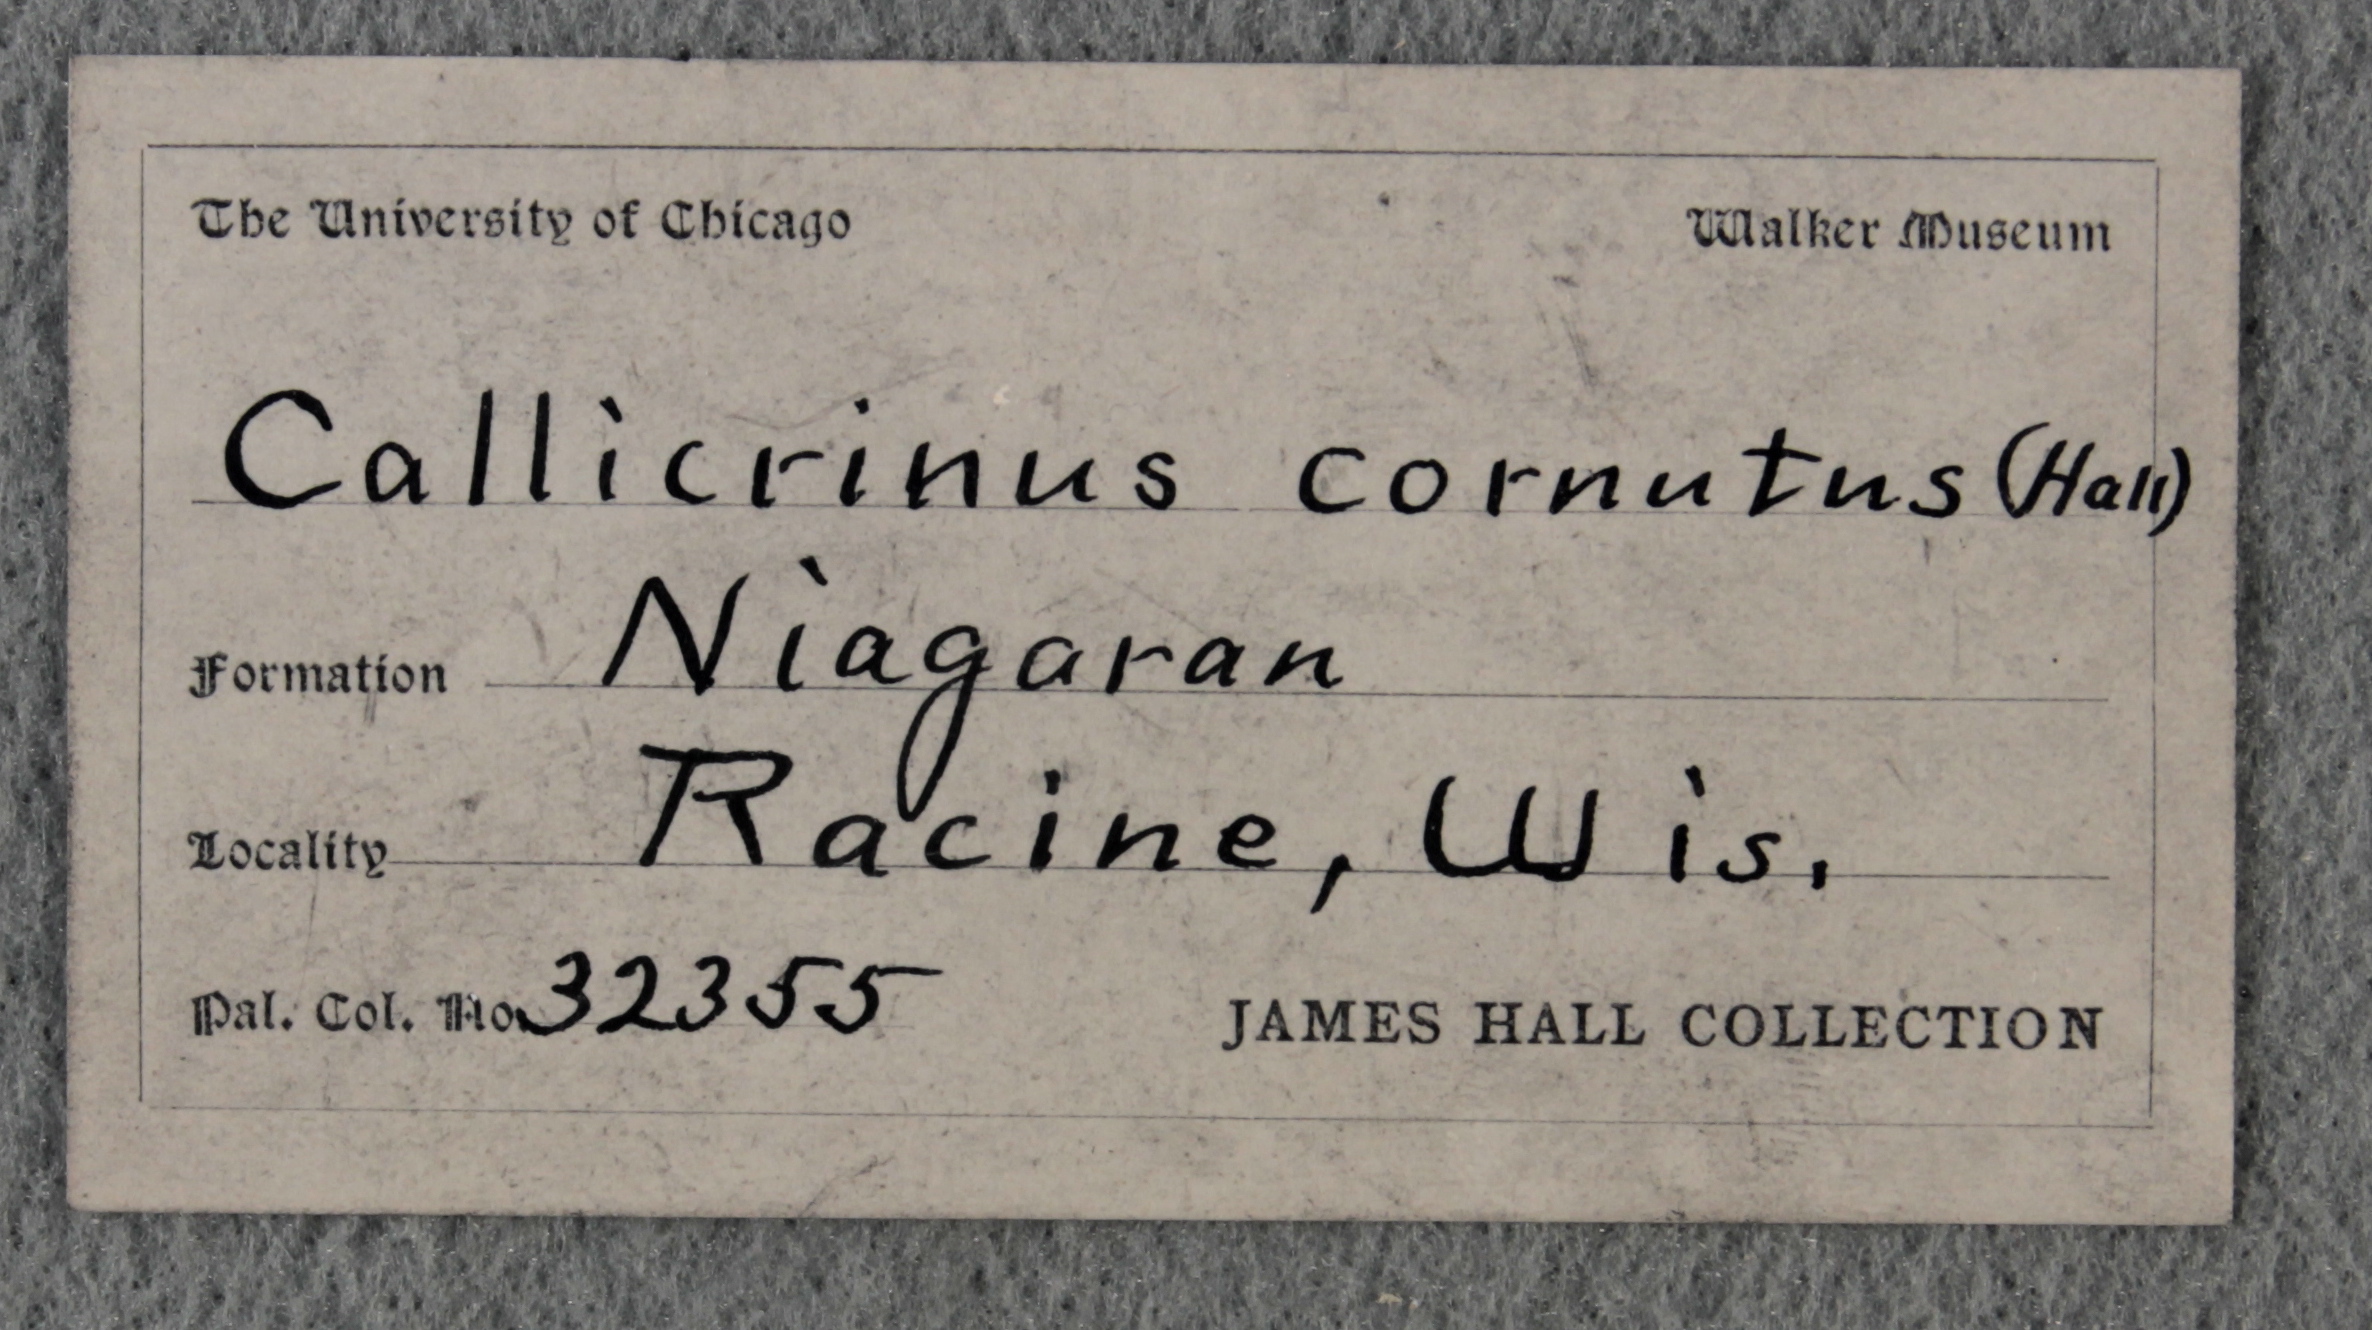 The University of Chicago Walker Museum
Callicrinus cornutus (Hall)
Formation Niagaran
Locality Racine, Wis.
Pal. Col. No. 32355 JAMES HALL COLLECTION